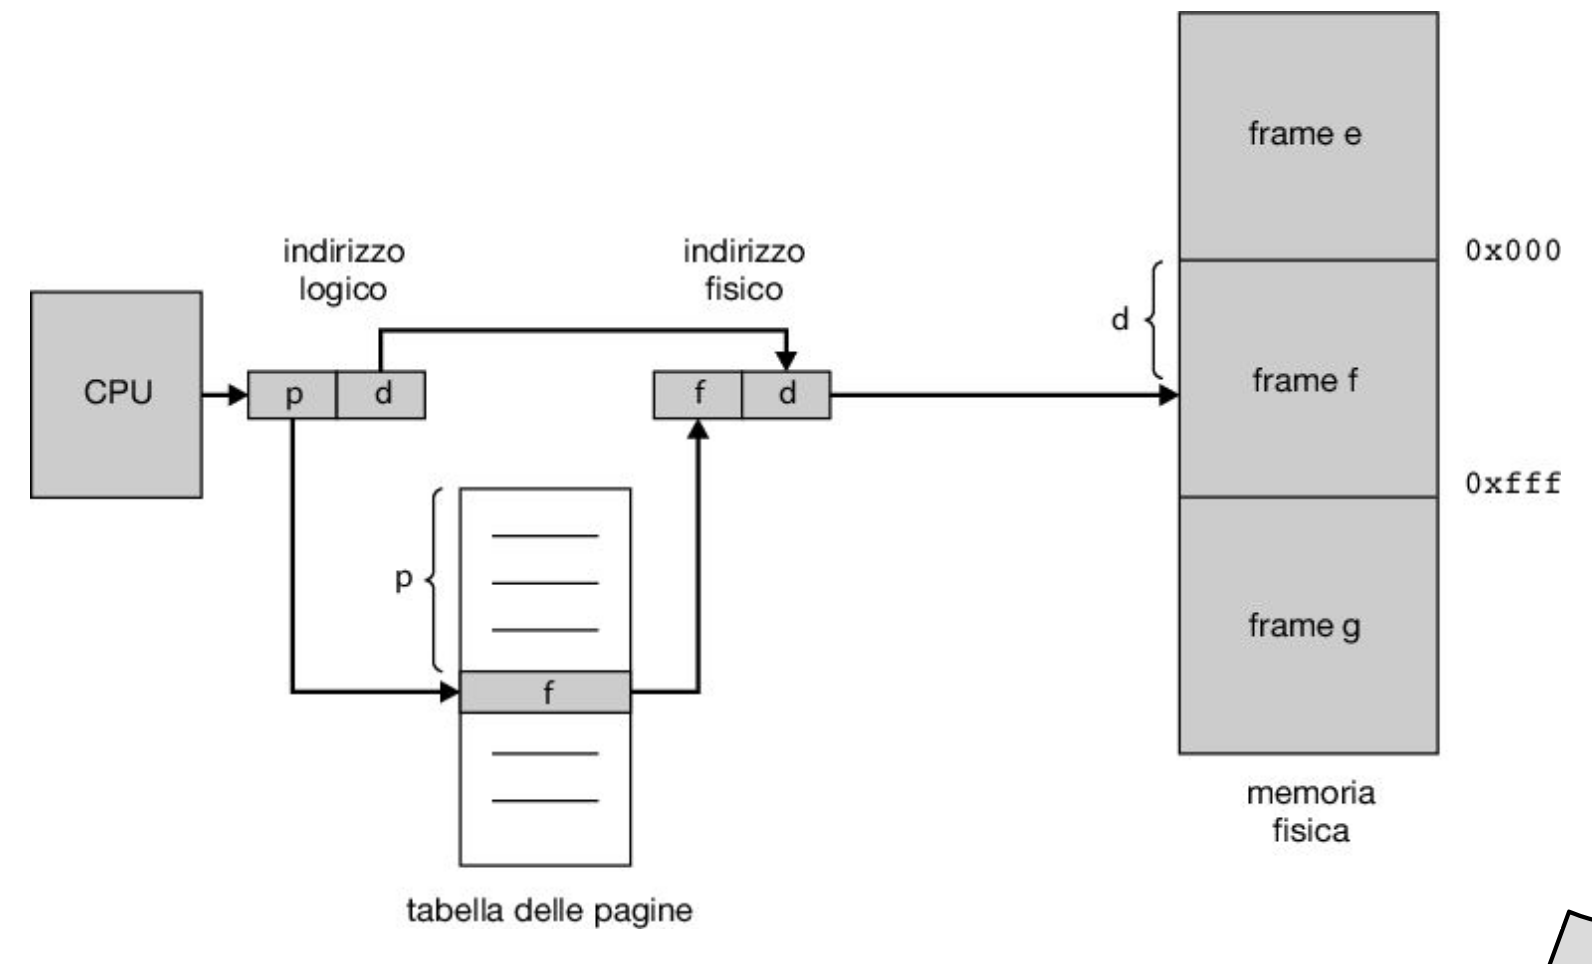 frame e
indirizzo
logico
indirizzo
fisico
0x000
d
CPU
p d
f d
frame f
0xfff
p
frame g
f
memoria
fisica
tabella delle pagine